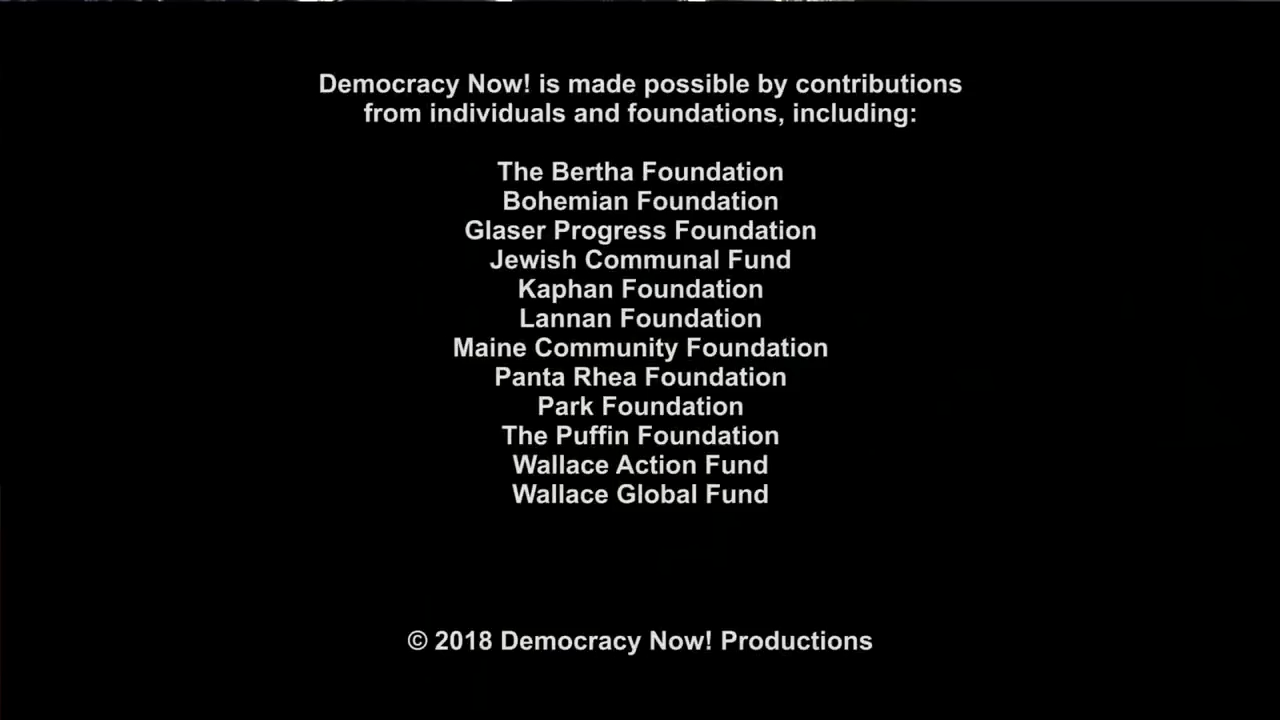 Democracy Now! is made possible by contributions
from individuals and foundations, including:
The Bertha Foundation
Bohemian Foundation
Glaser Progress Foundation
Jewish Communal Fund
Kaphan Foundation
Lannan Foundation
Maine Community Foundation
Panta Rhea Foundation
Park Foundation
The Puffin Foundation
Wallace Action Fund
Wallace Global Fund
© 2018 Democracy Now! Productions